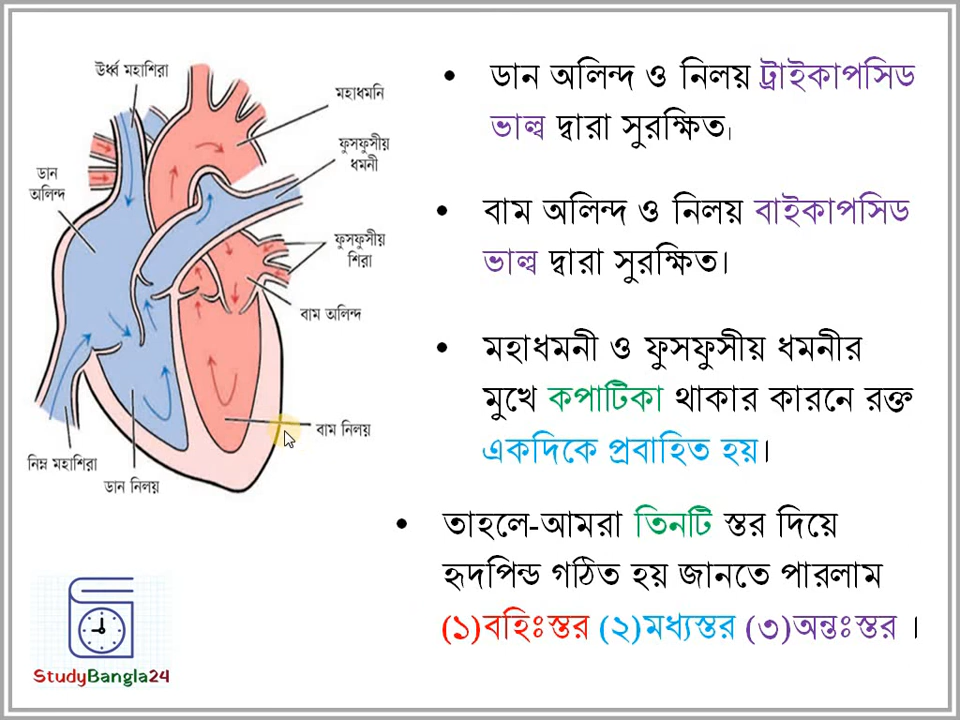 উর্ধ্ব মহাশিরা
মহাধমনি
ফুসফুসীয়
ধমনী
ডান
অলিন্দ
ফুসফুসীয়
শিরা
বাম অলিন্দ
বাম নিলয়
নিম্ন মহাশিরা
ডান নিলয়
• ডান অলিন্দ ও নিলয় ট্রাইকাপসিড
ভাল্ব দ্বারা সুরক্ষিত।
• বাম অলিন্দ ও নিলয় বাইকাপসিড
ভাল্ব দ্বারা সুরক্ষিত।
• মহাধমনী ও ফুসফুসীয় ধমনীর
মুখে কপাটিকা থাকার কারনে রক্ত
একদিকে প্রবাহিত হয়।
• তাহলে-আমরা তিনটি স্তর দিয়ে
হৃদপিন্ড গঠিত হয় জানতে পারলাম
(১)বহিঃস্তর (২)মধ্যস্তর (৩)অন্তঃস্তর ।
StudyBangla24